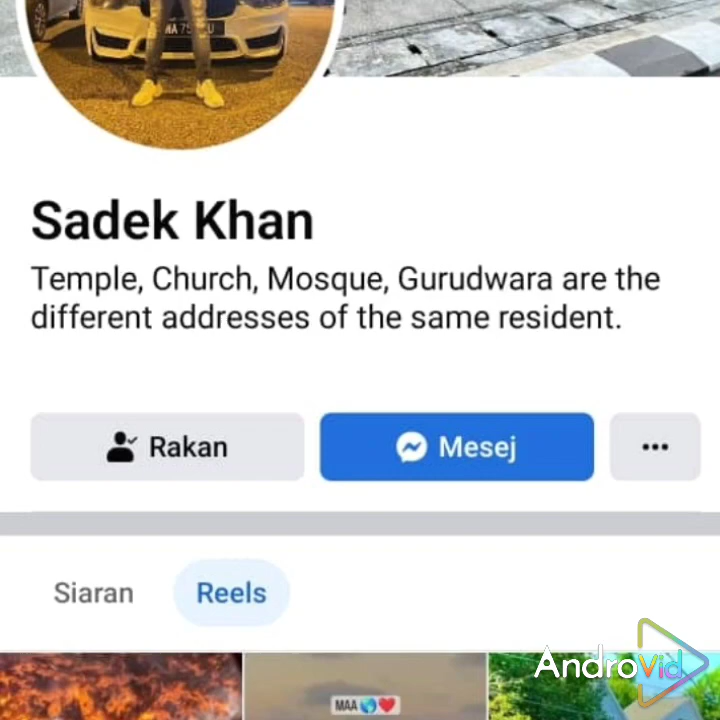 Sadek Khan
Temple, Church, Mosque, Gurudwara are the
different addresses of the same resident.
Rakan
Mesej
Siaran
Reels
AndroVid
MAA